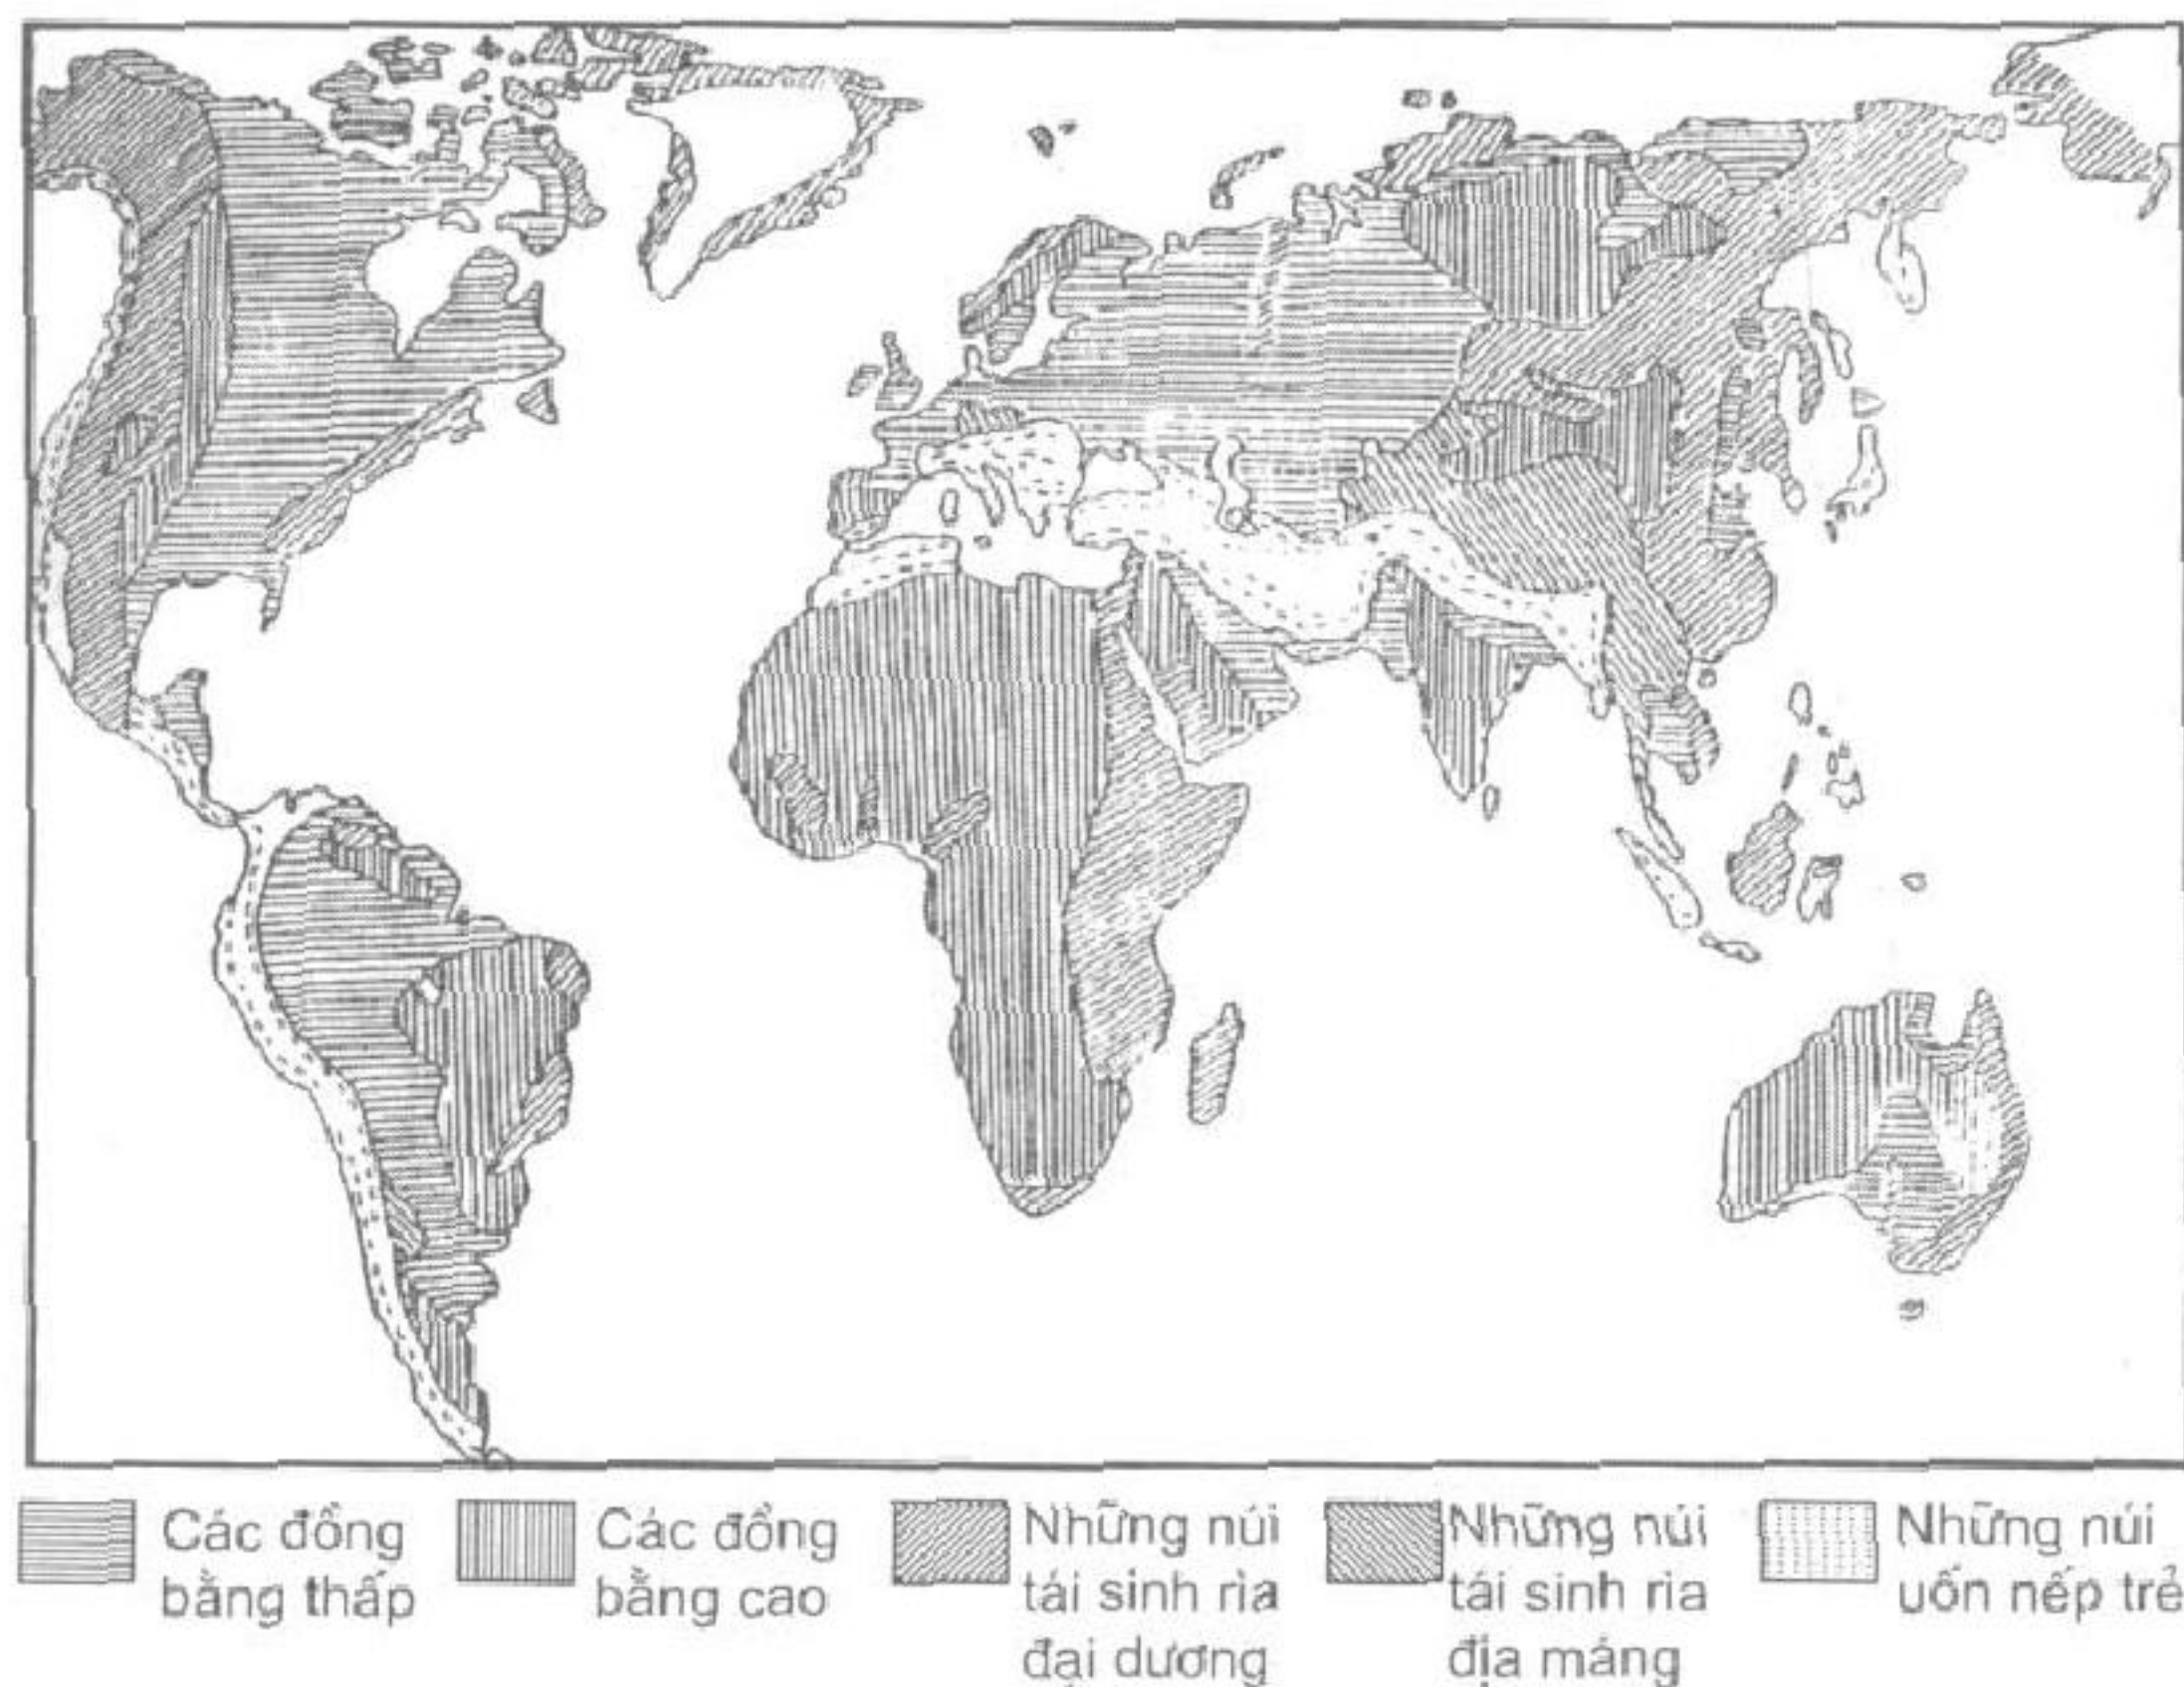 Các đồng
bằng thấp
Các đồng
bằng cao
Những núi
tái sinh rìa
đại dương
Những núi
tái sinh rìa
địa máng
Những núi
uốn nếp trẻ